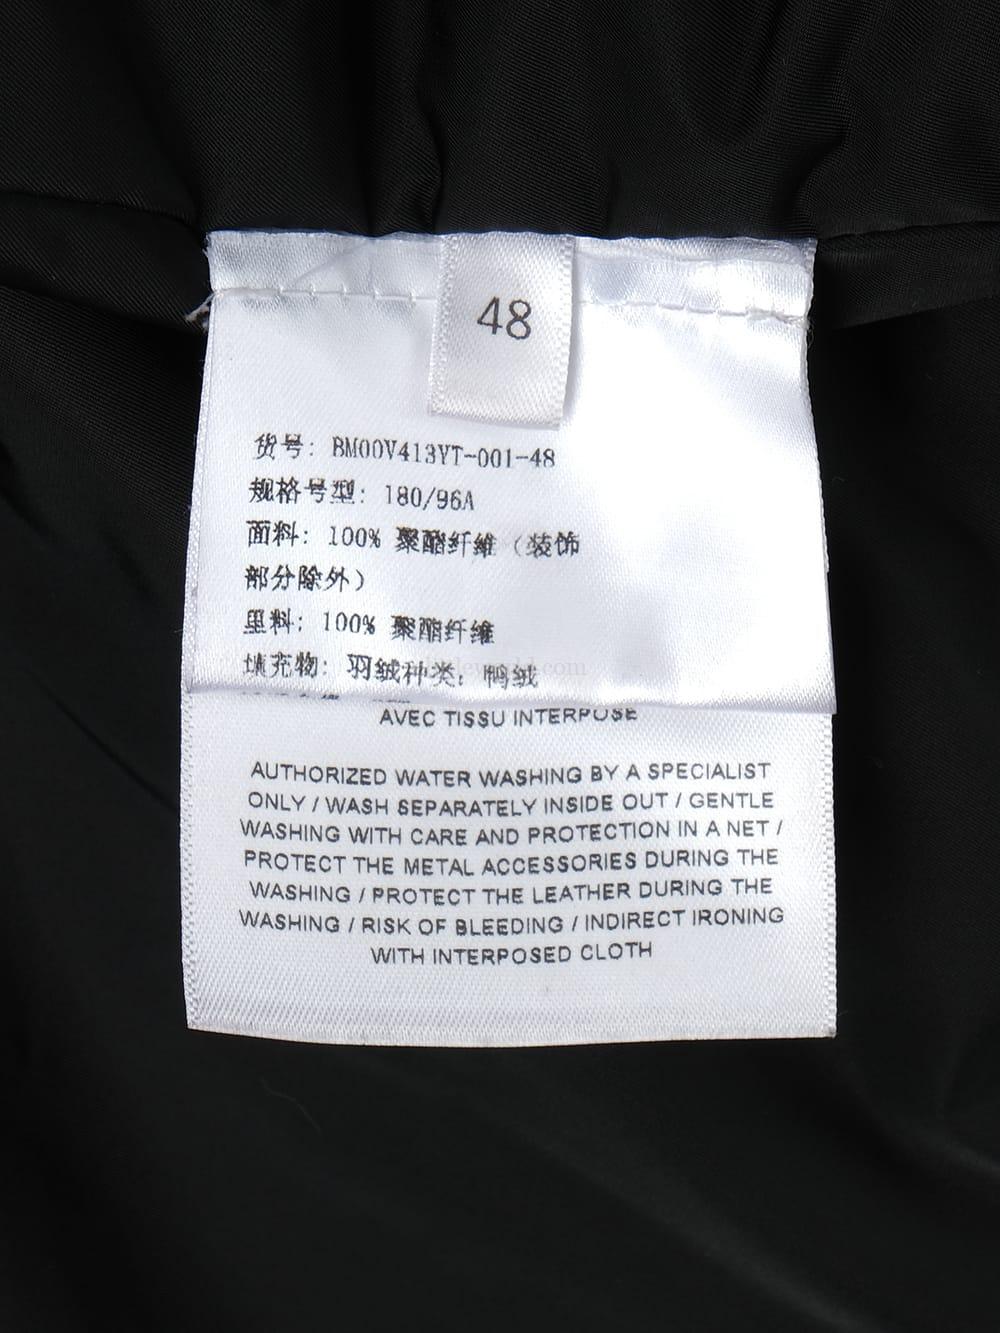 48
货号: BM00V413YT-001-48
规格号型: 180/96A
面料: 100% 聚酯纤维（装饰
部分除外）
里料: 100% 聚酯纤维
填充物: 羽绒种类: 鸭绒
AVEC TISSU INTERPOSE
AUTHORIZED WATER WASHING BY A SPECIALIST
ONLY / WASH SEPARATELY INSIDE OUT / GENTLE
WASHING WITH CARE AND PROTECTION IN A NET /
PROTECT THE METAL ACCESSORIES DURING THE
WASHING / PROTECT THE LEATHER DURING THE
WASHING / RISK OF BLEEDING / INDIRECT IRONING
WITH INTERPOSED CLOTH